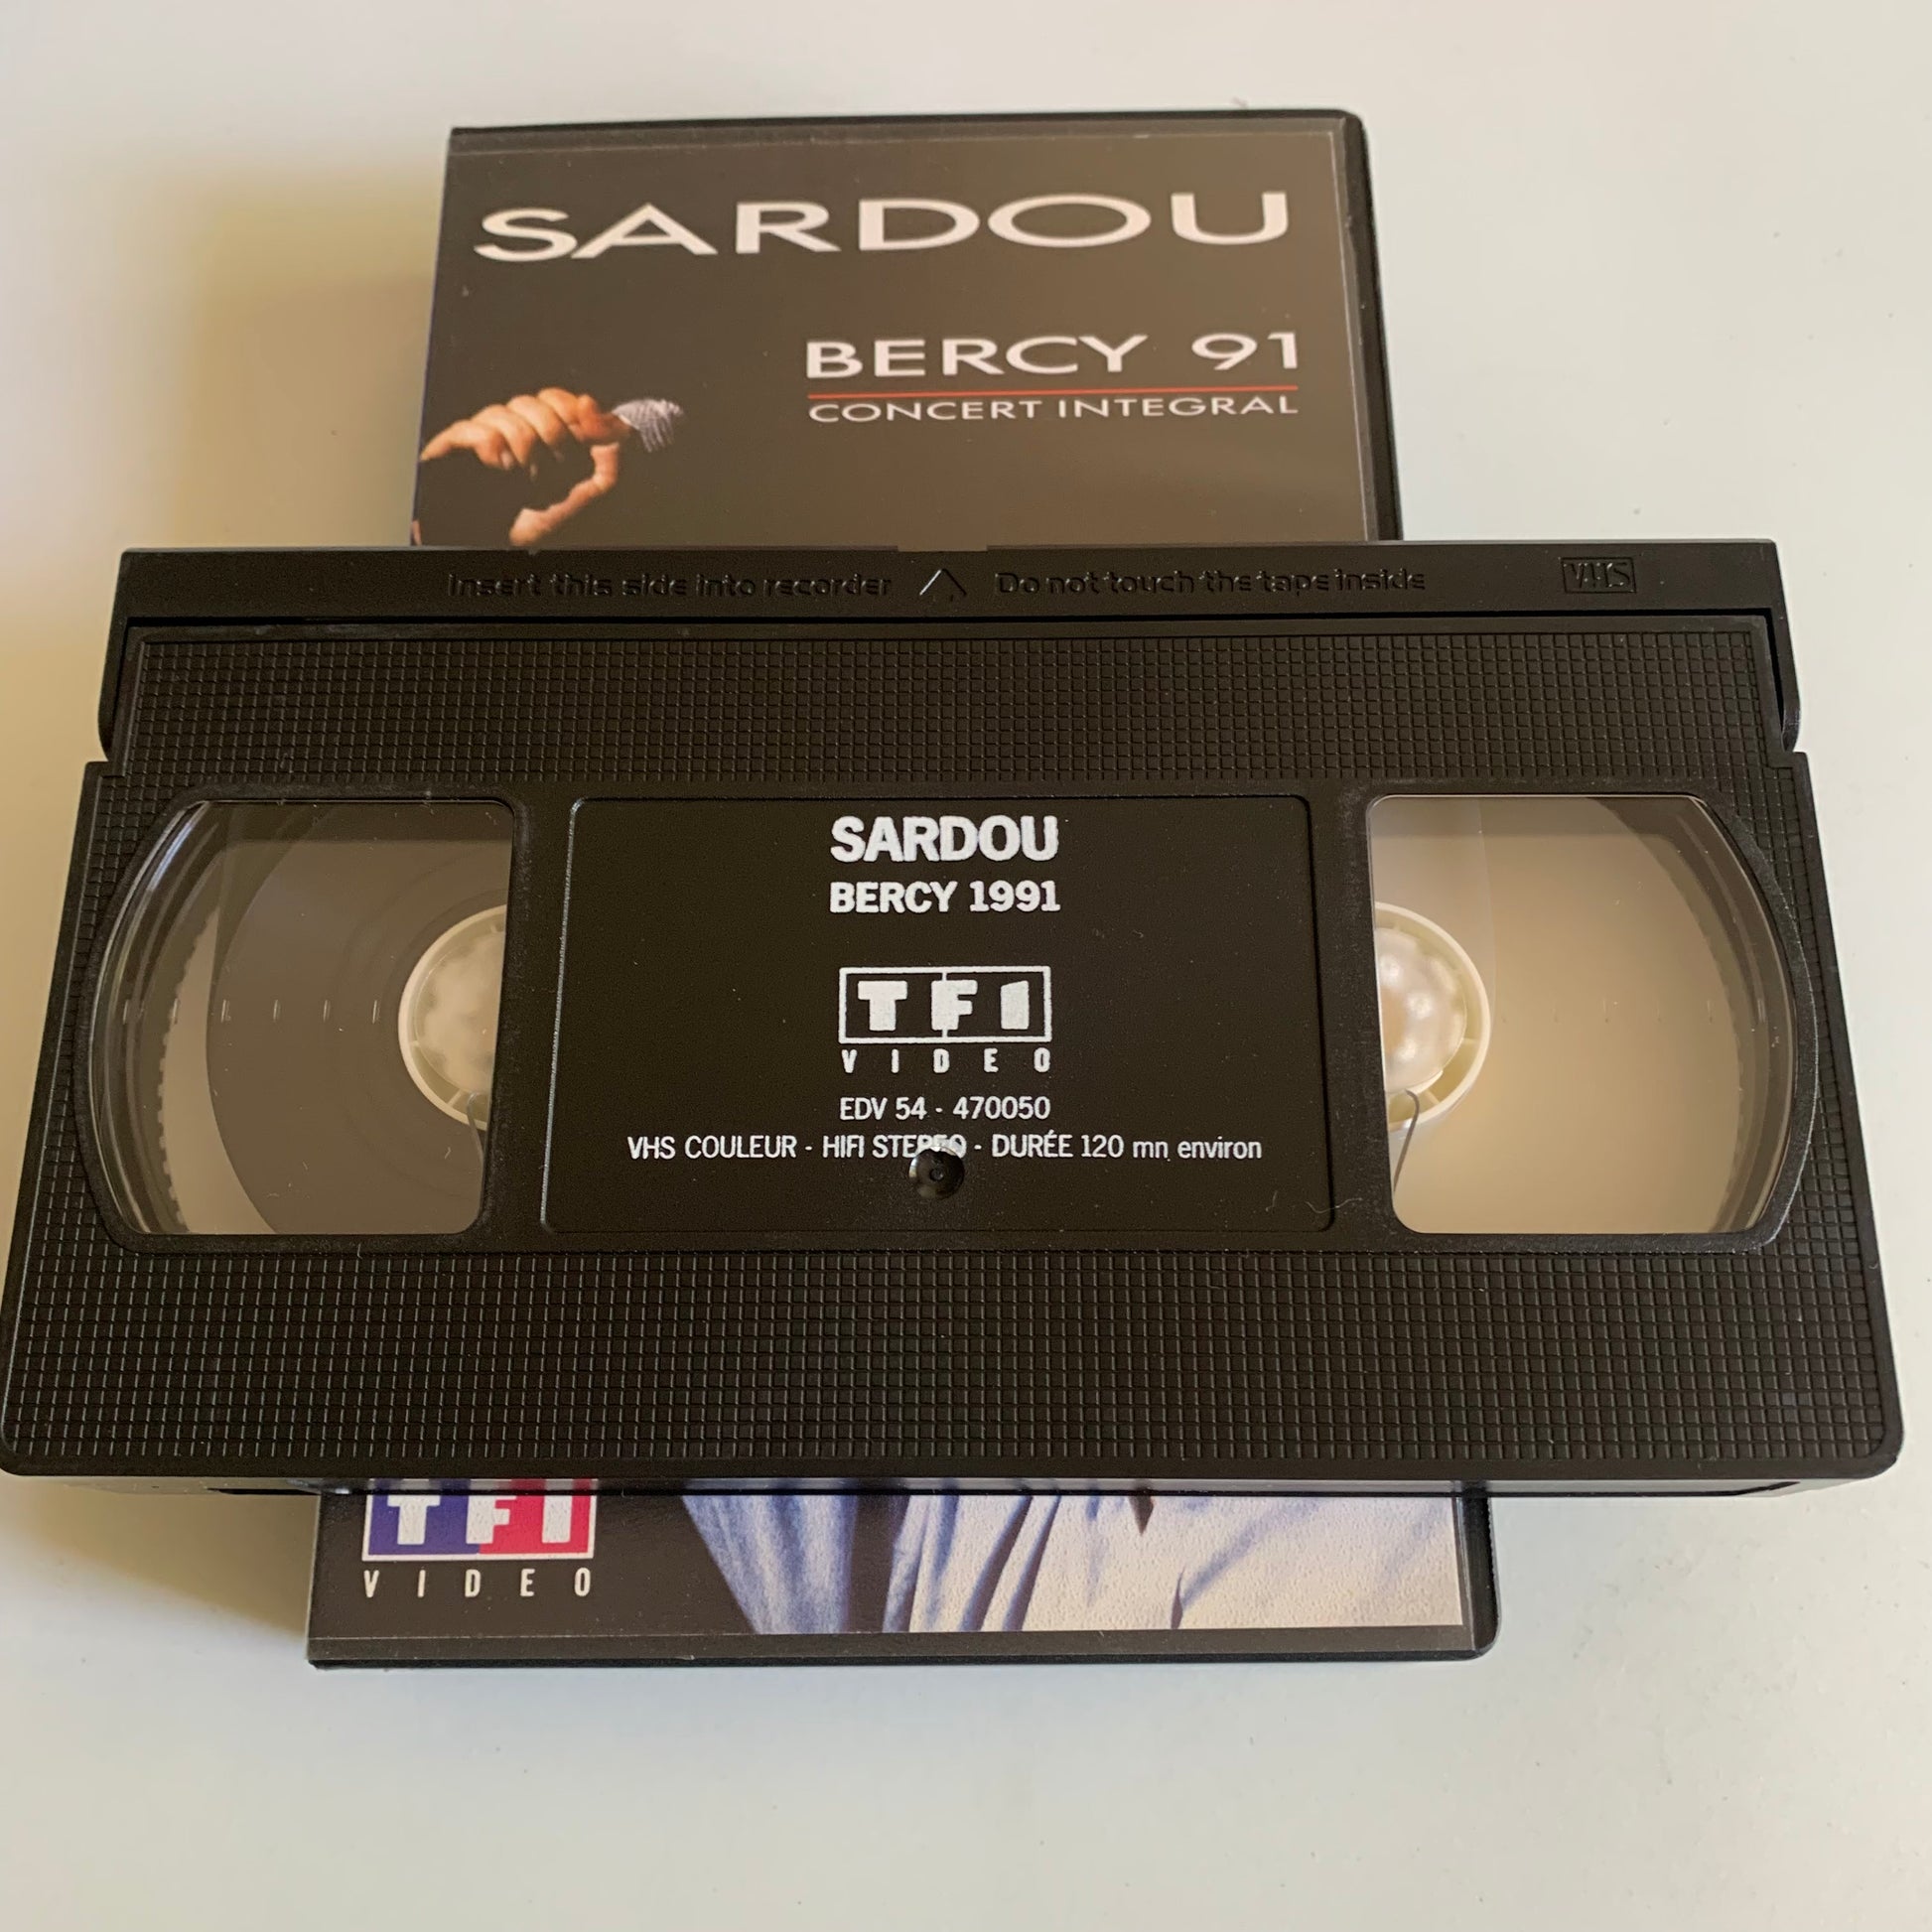 SARDOU
BERCY 91
CONCERT INTEGRAL
Insert this side into recorder Do not touch the tape inside VHS
SARDOU
BERCY 1991
TF1
VIDEO
EDV 54 - 470050
VHS COULEUR - HIFI STEREO - DURÉE 120 mn environ
TF1
VIDEO